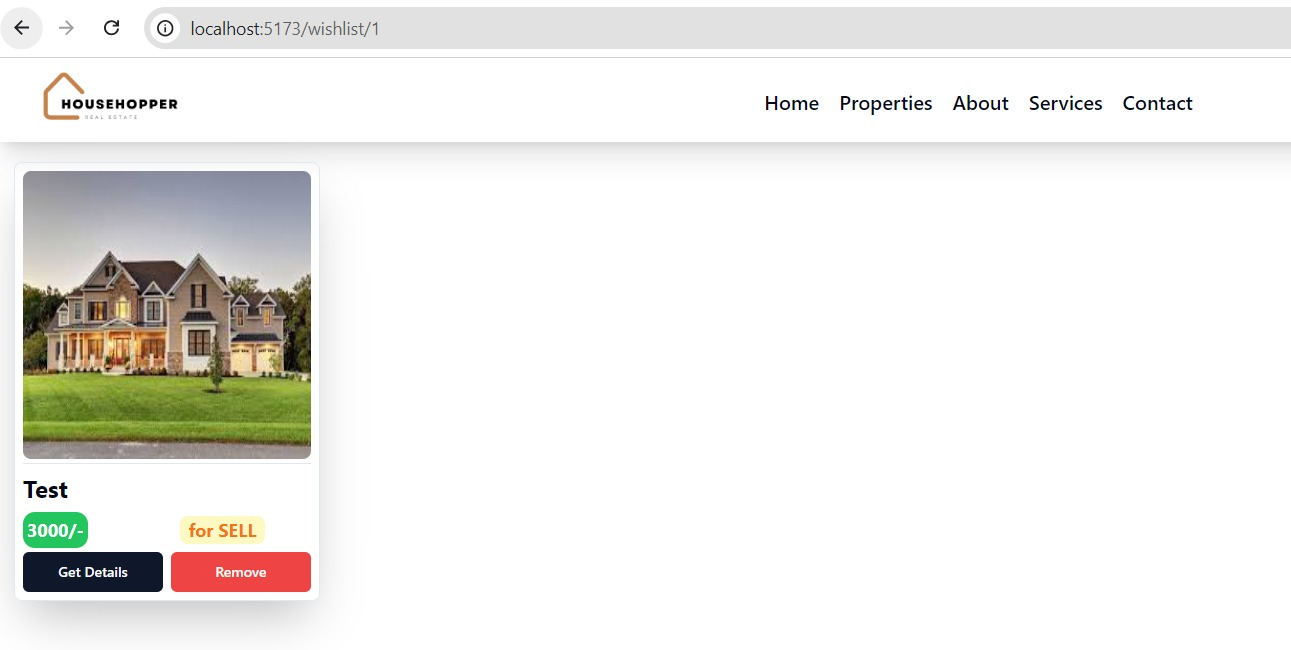 localhost:5173/wishlist/1
HOUSEHOPPER
REAL ESTATE
Home Properties About Services Contact
Test
3000/- for SELL
Get Details Remove